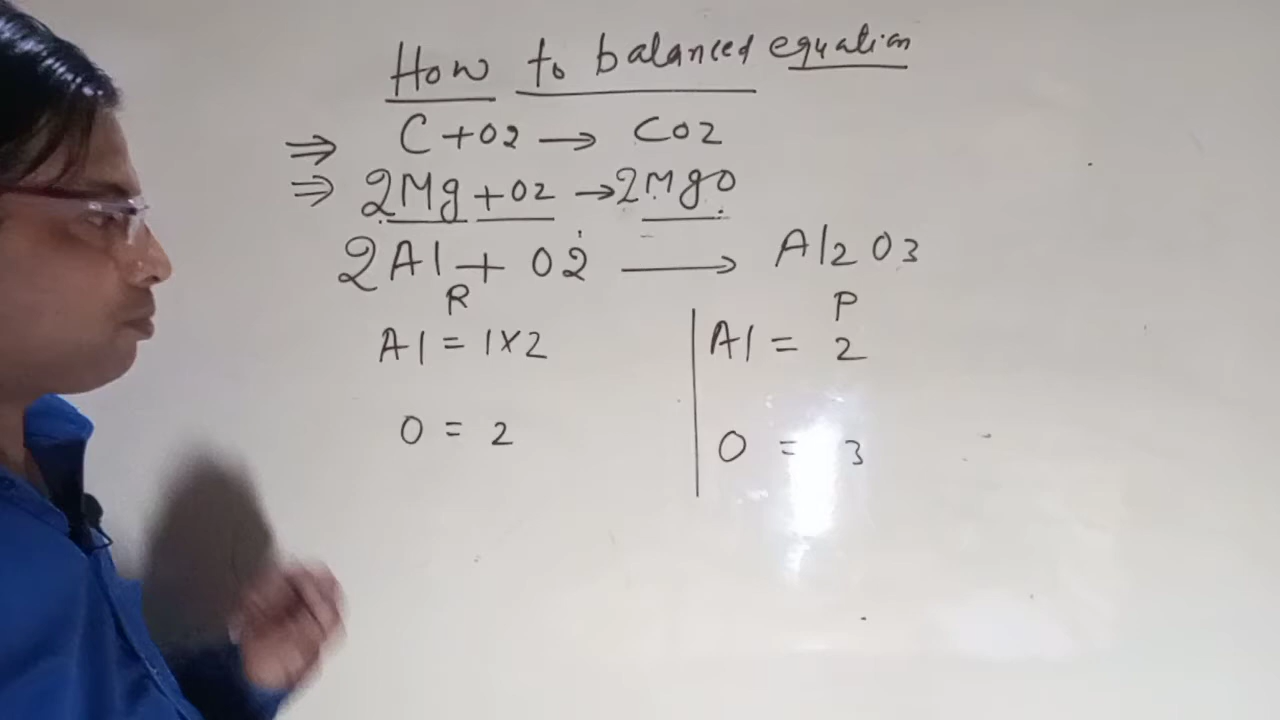 How to balanced equation
⇒ C + O2 → CO2
⇒ 2Mg + O2 → 2MgO
2Al + O2 → Al2O3
R P
Al = 1×2 Al = 2
O = 2 O = 3